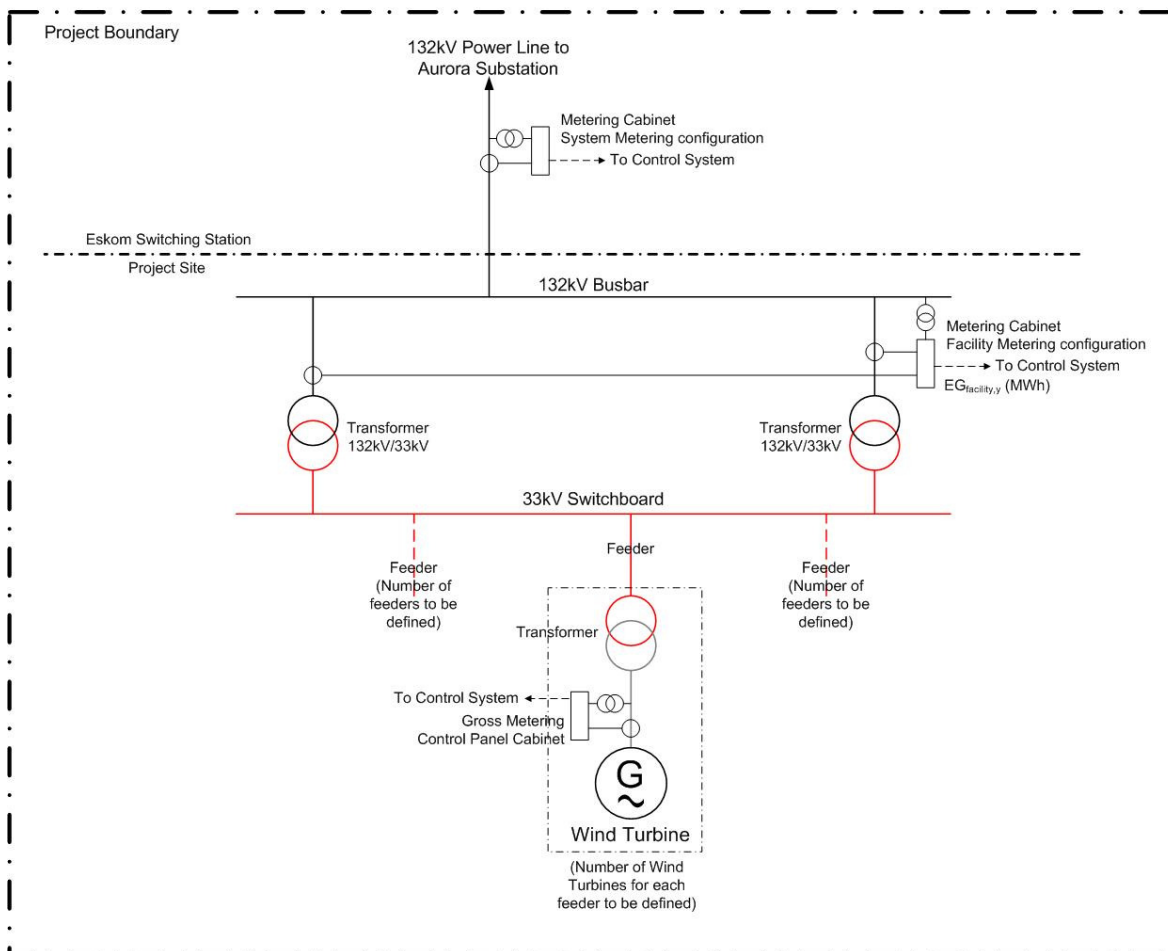 Project Boundary
132kV Power Line to
Aurora Substation
Metering Cabinet
System Metering configuration
To Control System
Eskom Switching Station
Project Site
132kV Busbar
Metering Cabinet
Facility Metering configuration
To Control System
EGfacility,y (MWh)
Transformer
132kV/33kV
Transformer
132kV/33kV
33kV Switchboard
Feeder
(Number of
feeders to be
defined)
Feeder
Feeder
(Number of
feeders to be
defined)
Transformer
To Control System
Gross Metering
Control Panel Cabinet
G
~
Wind Turbine
(Number of Wind
Turbines for each
feeder to be defined)